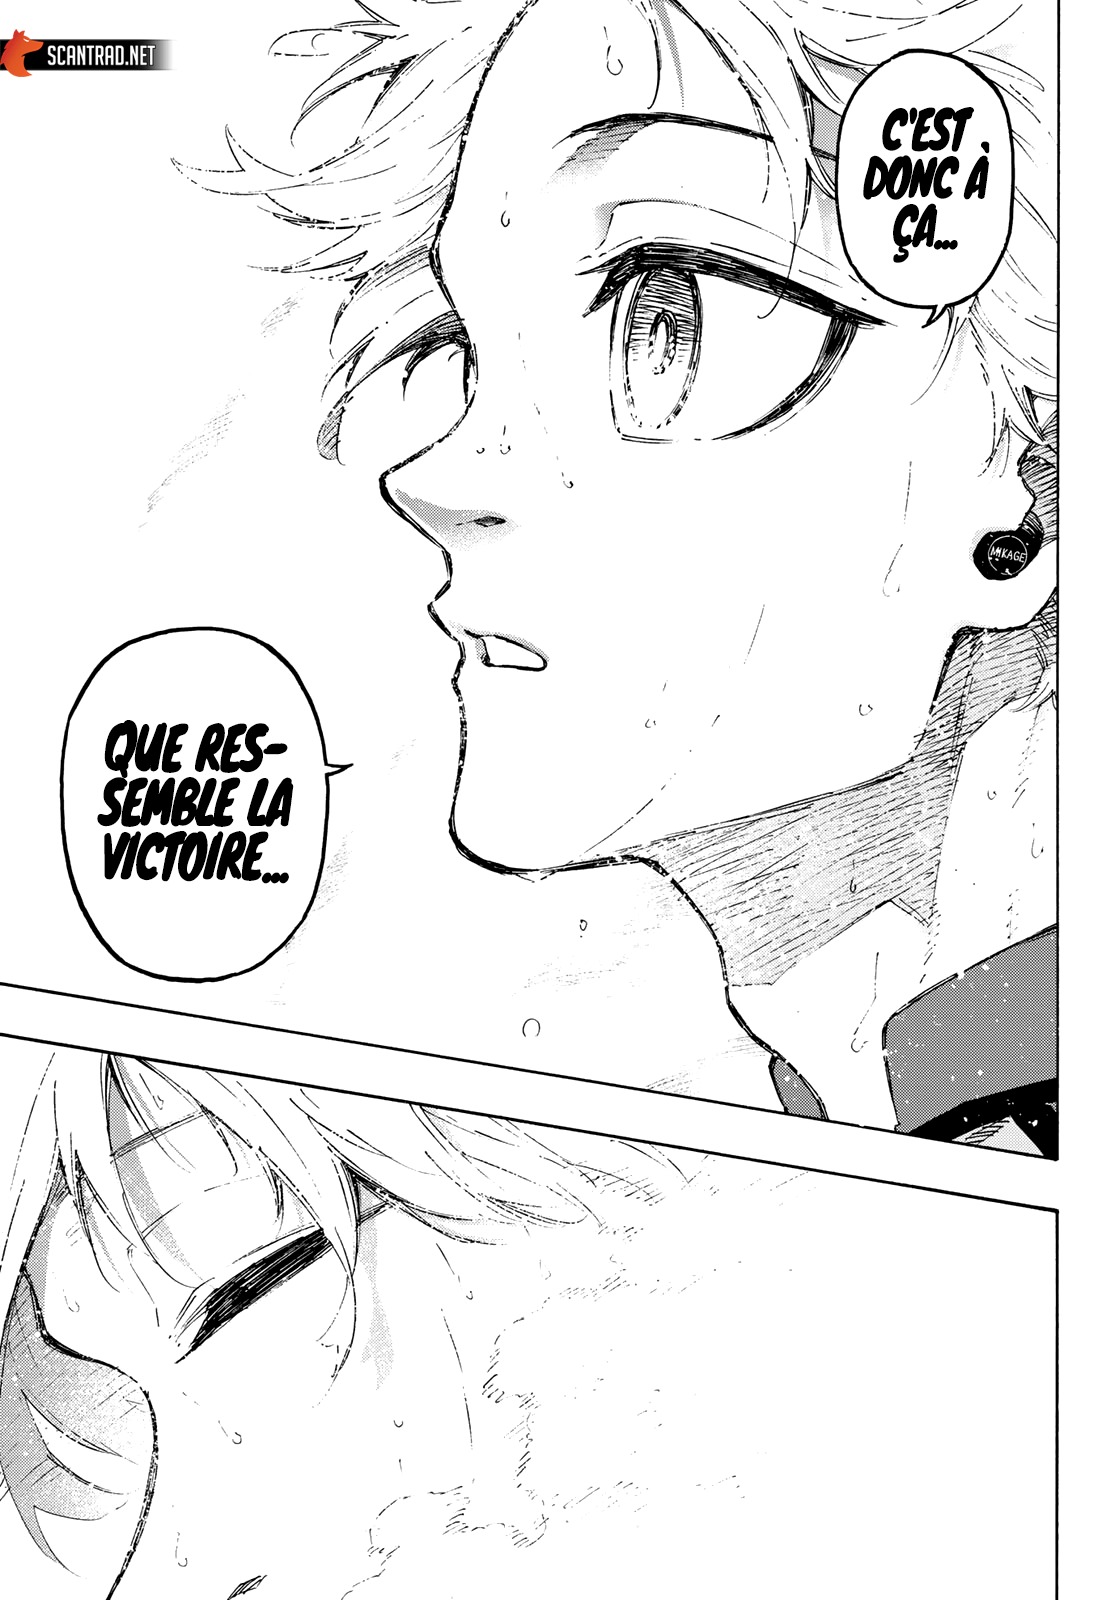 SCANTRAD.NET
C'EST
DONC À
ÇA...
MIKAGE
QUE RES-
SEMBLE LA
VICTOIRE...